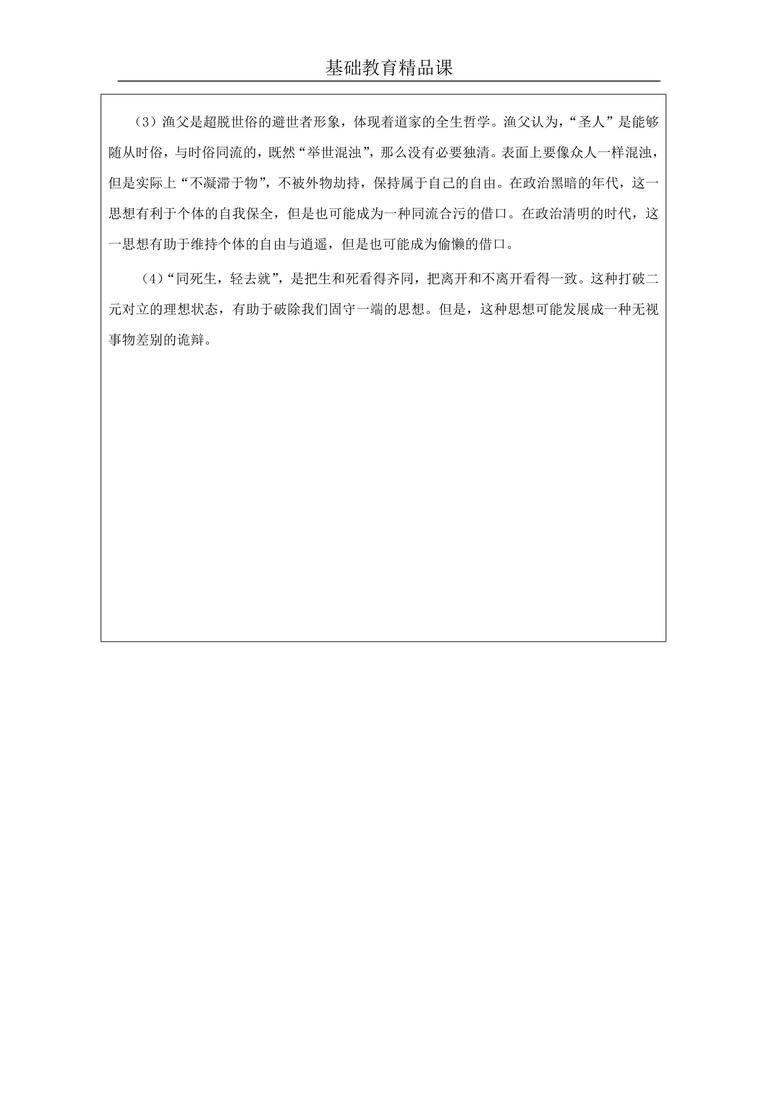 基础教育精品课
（3）渔父是超脱世俗的避世者形象，体现着道家的全生哲学。渔父认为，“圣人”是能够
随从时俗，与时俗同流的，既然“举世混浊”，那么没有必要独清。表面上要像众人一样混浊，
但是实际上“不凝滞于物”，不被外物劫持，保持属于自己的自由。在政治黑暗的年代，这一
思想有利于个体的自我保全，但是也可能成为一种同流合污的借口。在政治清明的时代，这
一思想有助于维持个体的自由与逍遥，但是也可能成为偷懒的借口。
（4）“同死生，轻去就”，是把生和死看得齐同，把离开和不离开看得一致。这种打破二
元对立的理想状态，有助于破除我们固守一端的思想。但是，这种思想可能发展成一种无视
事物差别的诡辩。